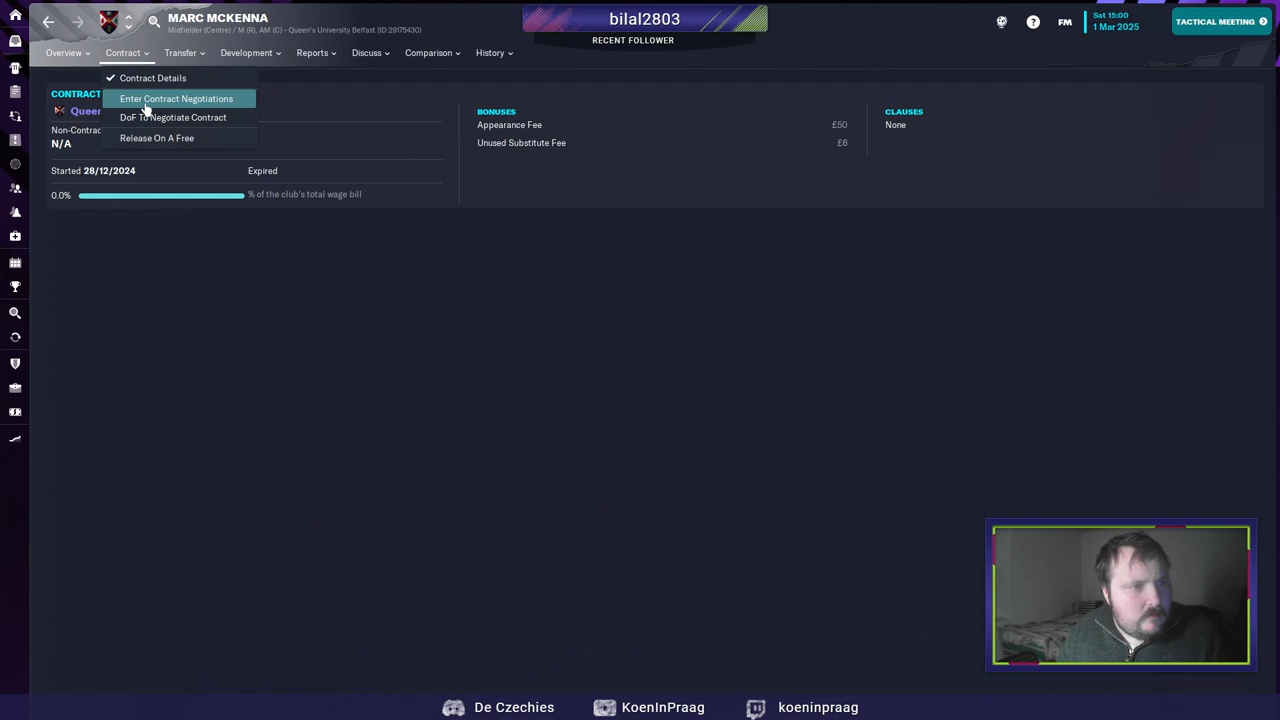 MARC MCKENNA
Midfielder (Centre) / M (R), AM (C) - Queen's University Belfast (ID:29175430)
bilal2803
RECENT FOLLOWER
FM
Sat 15:00
1 Mar 2025
TACTICAL MEETING
Overview
Contract
Transfer
Development
Reports
Discuss
Comparison
History
Contract Details
Enter Contract Negotiations
DoF To Negotiate Contract
Release On A Free
CONTRACT
Queen
Non-Contrac
N/A
Started 28/12/2024
Expired
0.0%
% of the club's total wage bill
BONUSES
Appearance Fee £50
Unused Substitute Fee £6
CLAUSES
None
De Czechies
KoenInPraag
koeninpraag